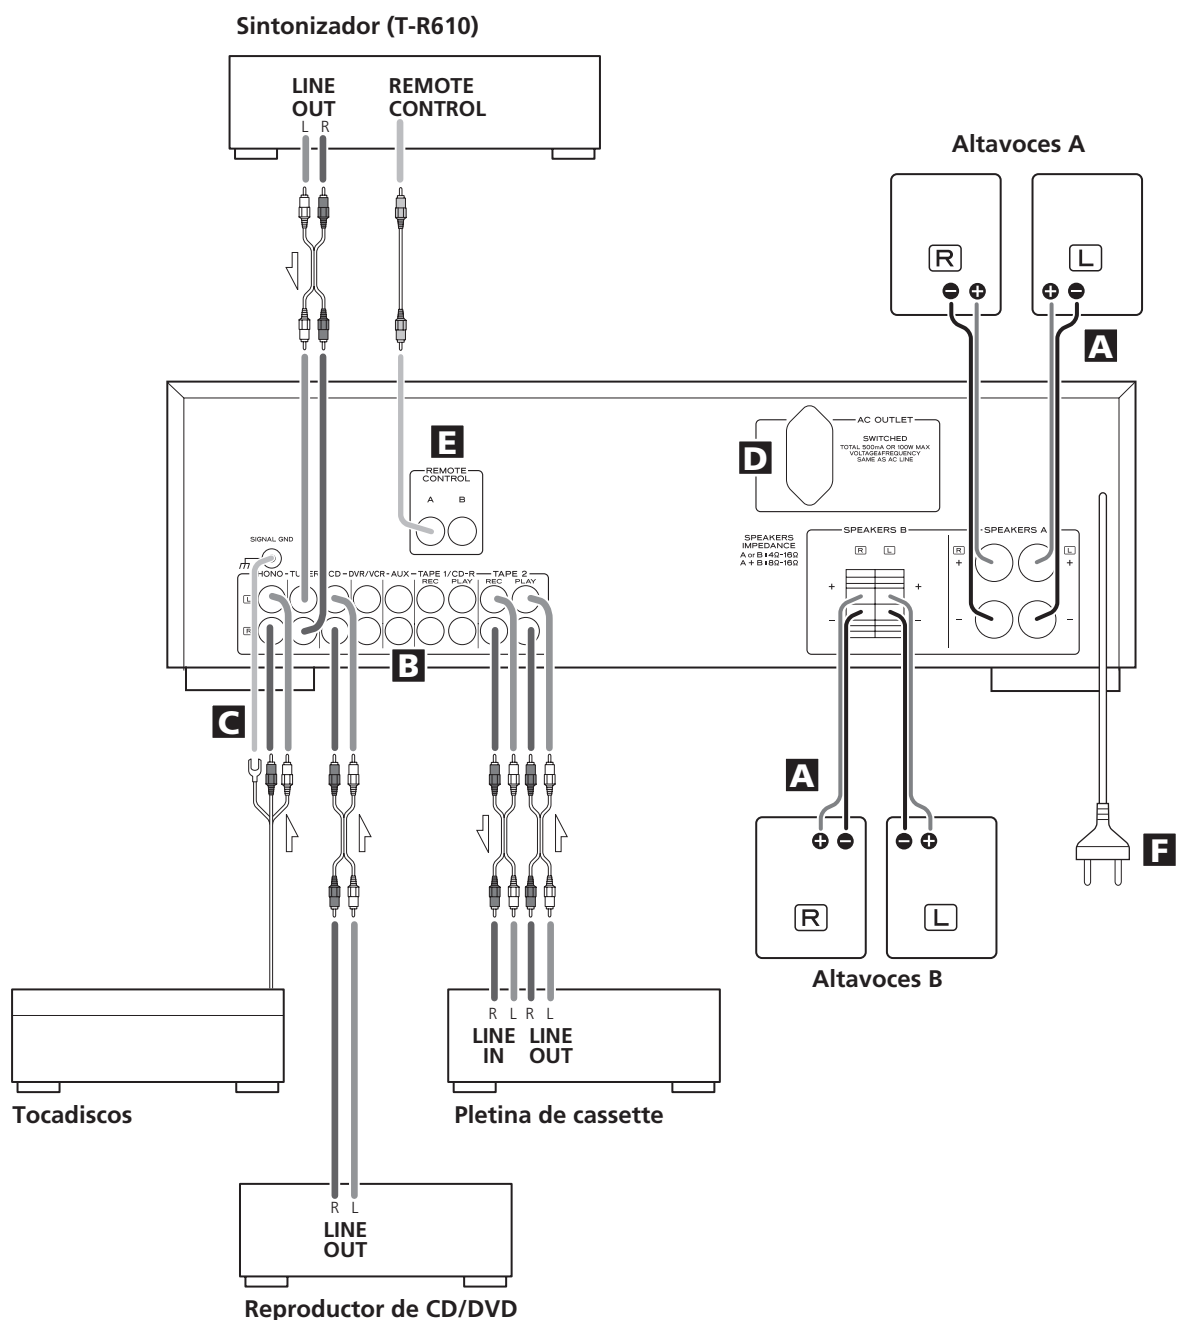 Sintonizador (T-R610)
LINE
OUT
L R
REMOTE
CONTROL
Altavoces A
R
L
A
E
REMOTE
CONTROL
A B
D
AC OUTLET
SWITCHED
TOTAL 500mA OR 100W MAX
VOLTAGE&FREQUENCY
SAME AS AC LINE
SPEAKERS
IMPEDANCE
A or B:4Ω-16Ω
A + B:8Ω-16Ω
SPEAKERS B
R L
+ +
− −
SPEAKERS A
R L
+ +
− −
SIGNAL GND
PHONO TUNER CD DVR/VCR AUX TAPE 1/CD-R TAPE 2
REC PLAY REC PLAY
L
R
B
C
A
F
R
L
Altavoces B
R L R L
LINE
IN
LINE
OUT
Tocadiscos
Pletina de cassette
R L
LINE
OUT
Reproductor de CD/DVD